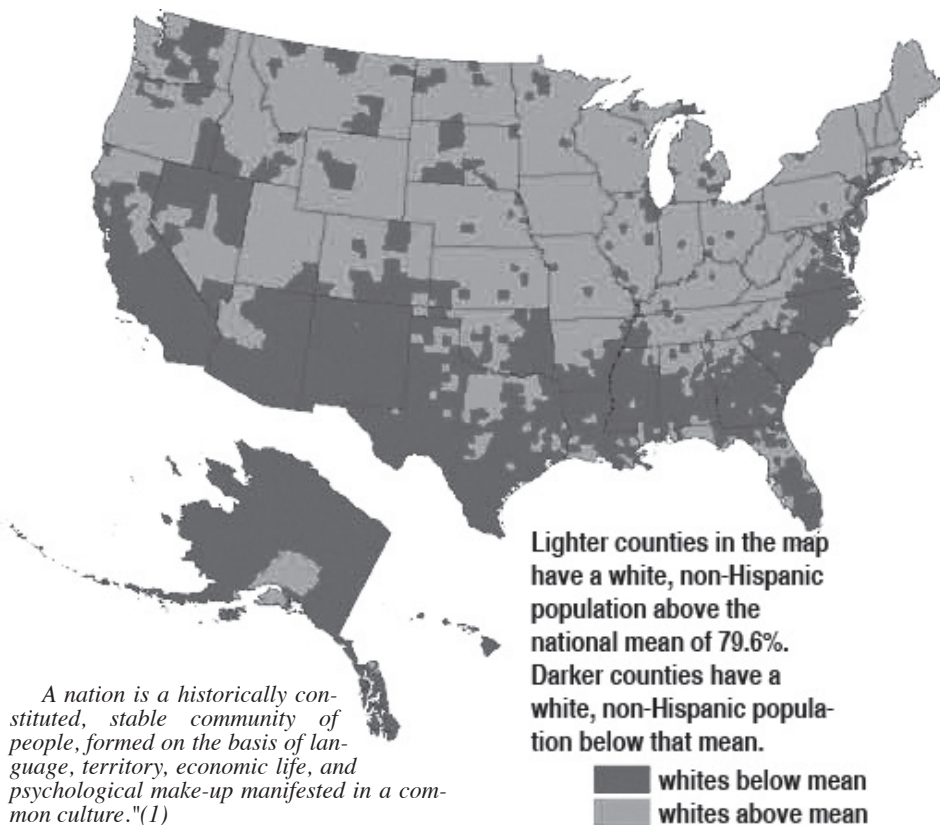 Lighter counties in the map
have a white, non-Hispanic
population above the
national mean of 79.6%.
Darker counties have a
white, non-Hispanic popula-
tion below that mean.
whites below mean
whites above mean
A nation is a historically con-
stituted, stable community of
people, formed on the basis of lan-
guage, territory, economic life, and
psychological make-up manifested in a com-
mon culture."(1)